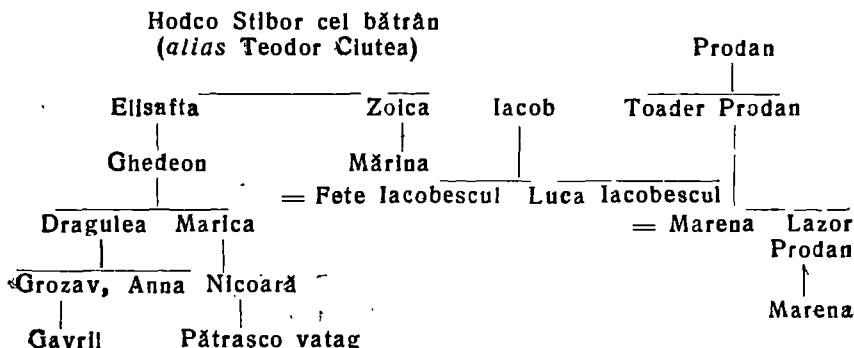 Hodco Stibor cel bătrân
(alias Teodor Ciutea) Prodan
Elisafta Zoica Iacob Toader Prodan
Ghedeon Mărina
= Fete Iacobescul Luca Iacobescul
Dragulea Marica = Marena Lazor
Prodan
Grozav, Anna Nicoară
Marena
Gavril Pătrasco vatag